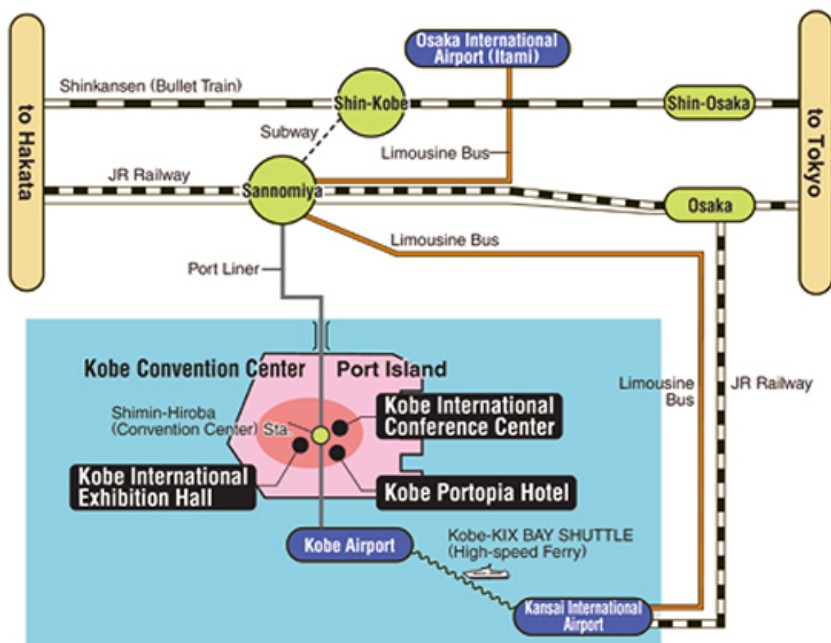 Osaka International
Airport (Itami)
Shinkansen (Bullet Train)
Shin-Kobe
Shin-Osaka
to Hakata
to Tokyo
Subway
Limousine Bus
JR Railway
Sannomiya
Osaka
Limousine Bus
Port Liner
Kobe Convention Center
Port Island
Limousine
Bus
JR Railway
Shimin-Hiroba
(Convention Center) Sta.
Kobe International
Conference Center
Kobe International
Exhibition Hall
Kobe Portopia Hotel
Kobe Airport
Kobe-KIX BAY SHUTTLE
(High-speed Ferry)
Kansai International
Airport